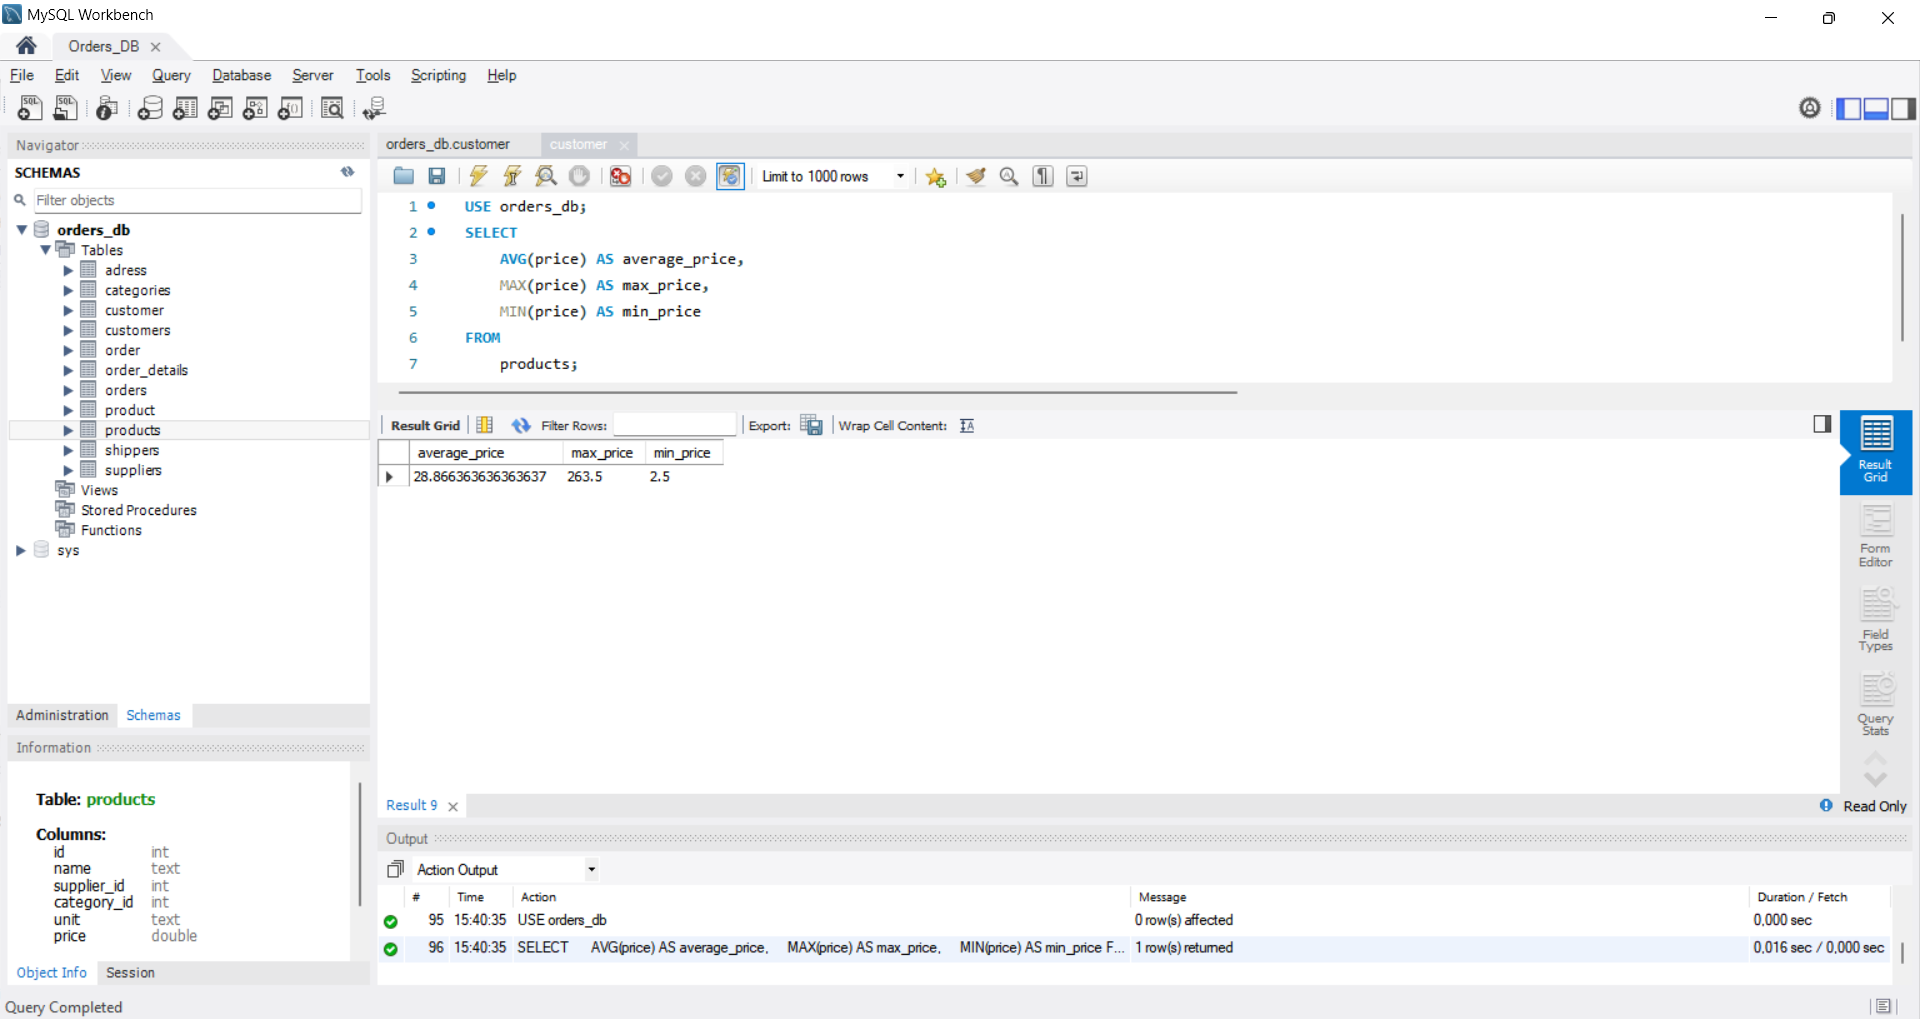 MySQL Workbench
Orders_DB
File Edit View Query Database Server Tools Scripting Help
Navigator
SCHEMAS
Filter objects
orders_db
Tables
adress
categories
customer
customers
order
order_details
orders
product
products
shippers
suppliers
Views
Stored Procedures
Functions
sys
Administration Schemas
Information
Table: products
Columns:
id int
name text
supplier_id int
category_id int
unit text
price double
Object Info Session
orders_db.customer customer
Limit to 1000 rows
1 USE orders_db;
2 SELECT
3 AVG(price) AS average_price,
4 MAX(price) AS max_price,
5 MIN(price) AS min_price
6 FROM
7 products;
Result Grid Filter Rows: Export: Wrap Cell Content:
average_price max_price min_price
28.866363636363637 263.5 2.5
Result
Grid
Form
Editor
Field
Types
Query
Stats
Result 9
Read Only
Output
Action Output
# Time Action Message Duration / Fetch
95 15:40:35 USE orders_db 0 row(s) affected 0,000 sec
96 15:40:35 SELECT AVG(price) AS average_price, MAX(price) AS max_price, MIN(price) AS min_price F... 1 row(s) returned 0,016 sec / 0,000 sec
Query Completed